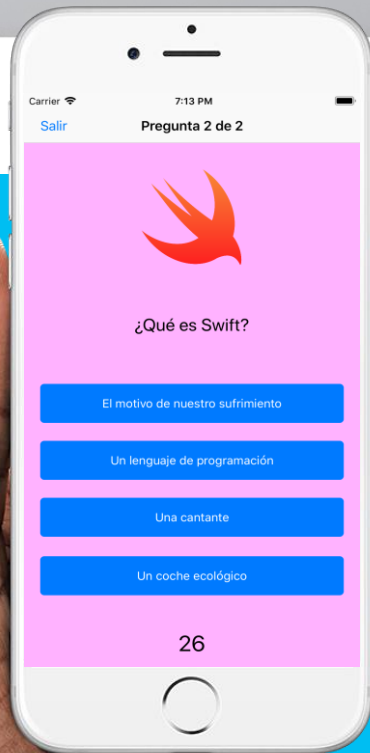 Carrier 7:13 PM
Salir Pregunta 2 de 2
¿Qué es Swift?
El motivo de nuestro sufrimiento
Un lenguaje de programación
Una cantante
Un coche ecológico
26